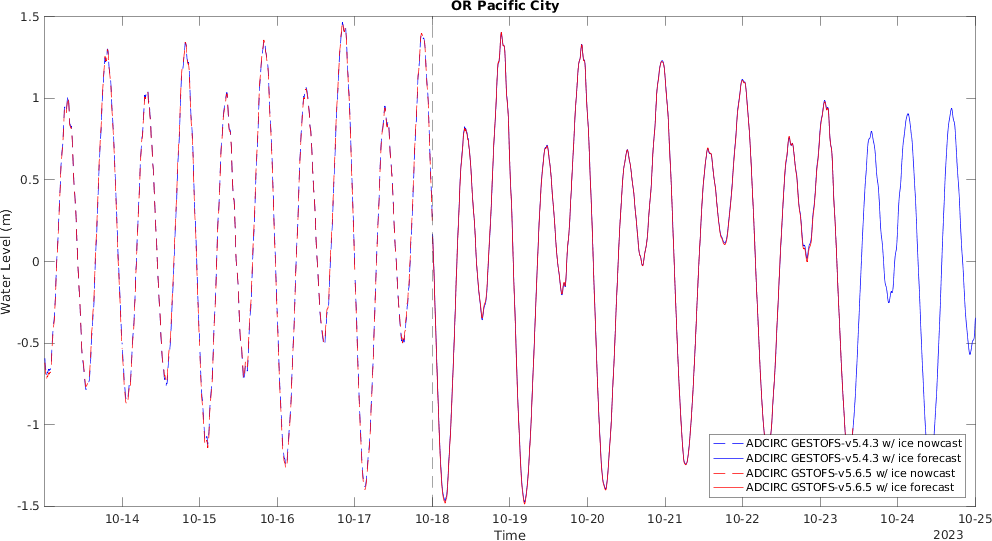 OR Pacific City
1.5
1
0.5
0
-0.5
-1
-1.5
Water Level (m)
10-14 10-15 10-16 10-17 10-18 10-19 10-20 10-21 10-22 10-23 10-24 10-25
Time
2023
ADCIRC GESTOFS-v5.4.3 w/ ice nowcast
ADCIRC GESTOFS-v5.4.3 w/ ice forecast
ADCIRC GSTOFS-v5.6.5 w/ ice nowcast
ADCIRC GSTOFS-v5.6.5 w/ ice forecast